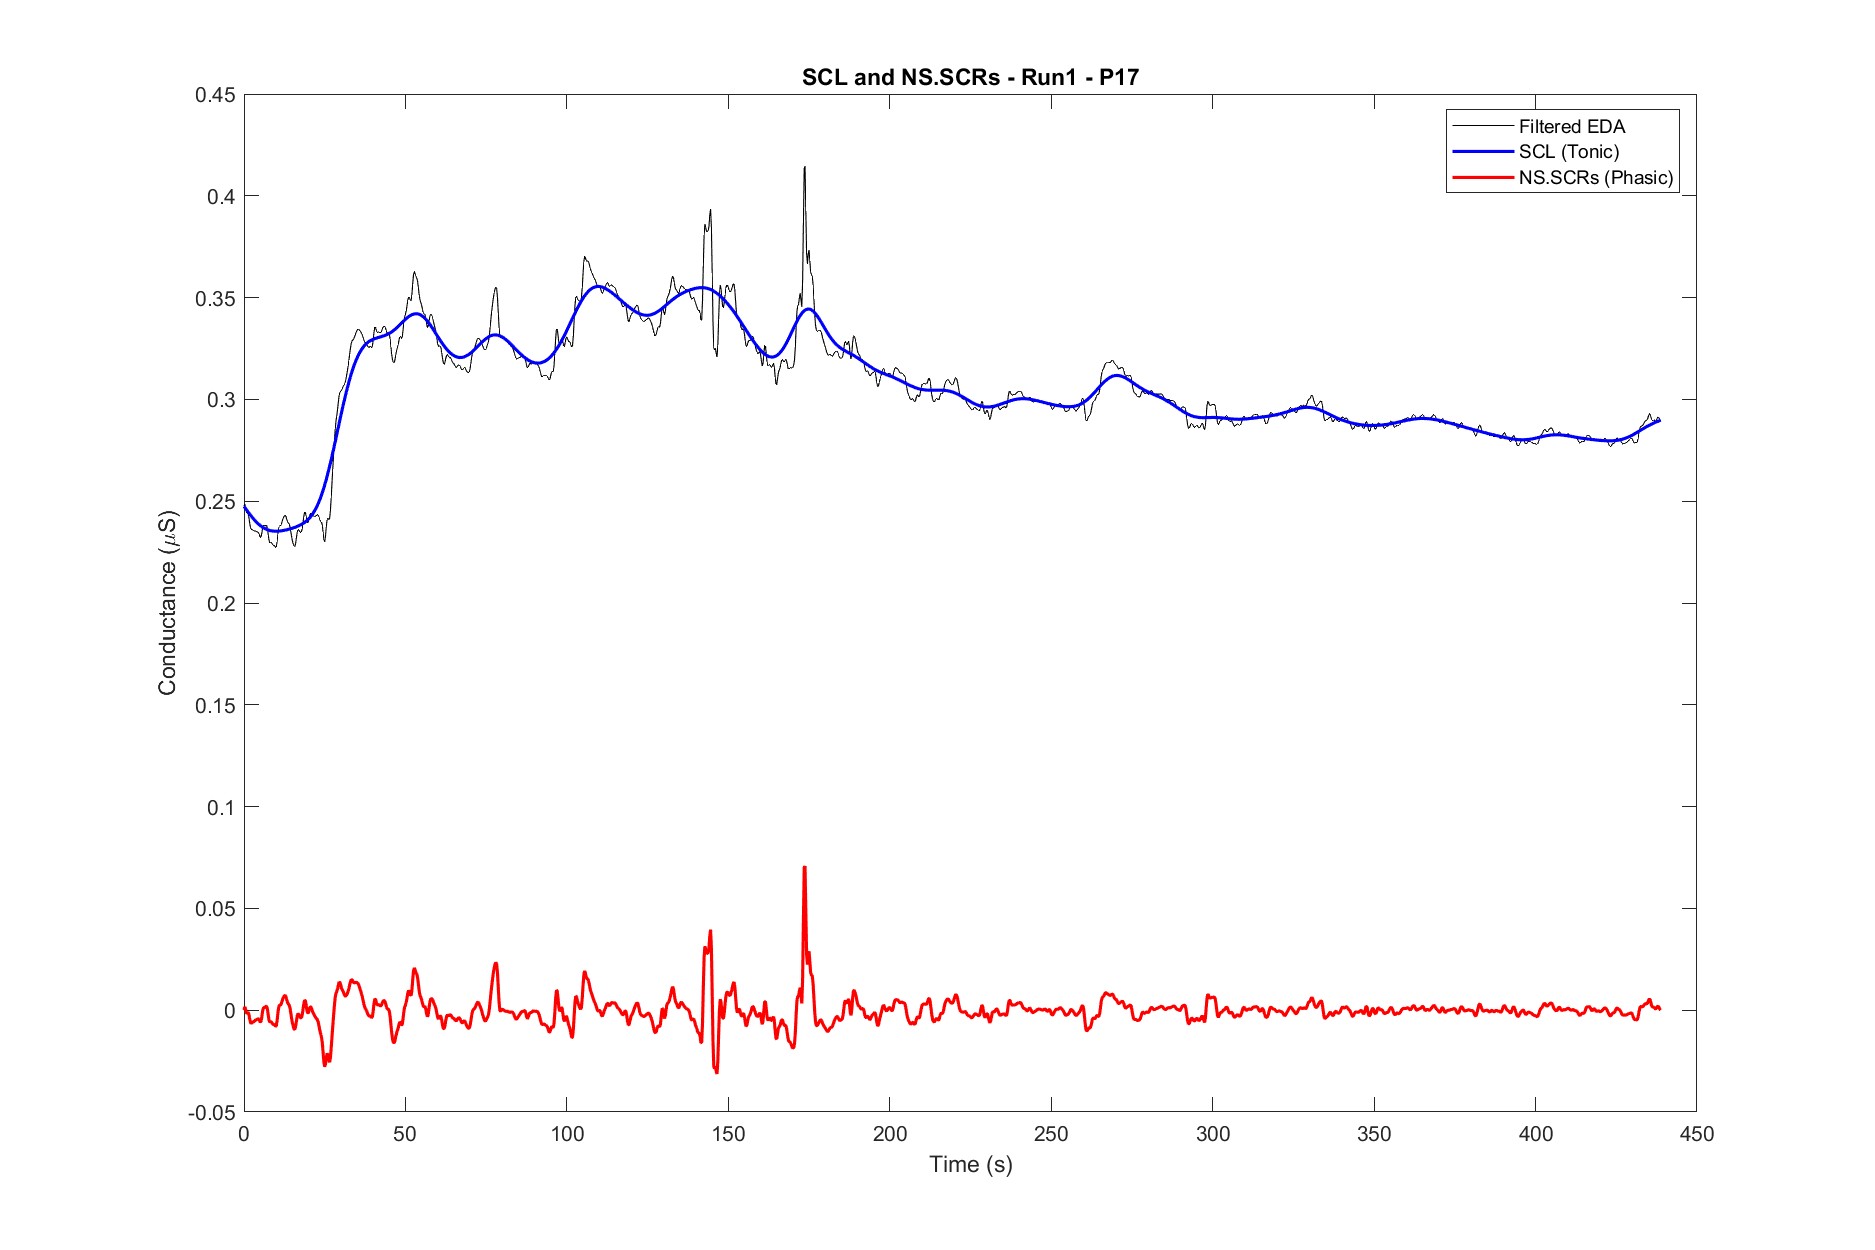 SCL and NS.SCRs - Run1 - P17
Filtered EDA
SCL (Tonic)
NS.SCRs (Phasic)
Conductance (μS)
0.45
0.4
0.35
0.3
0.25
0.2
0.15
0.1
0.05
0
-0.05
0 50 100 150 200 250 300 350 400 450
Time (s)